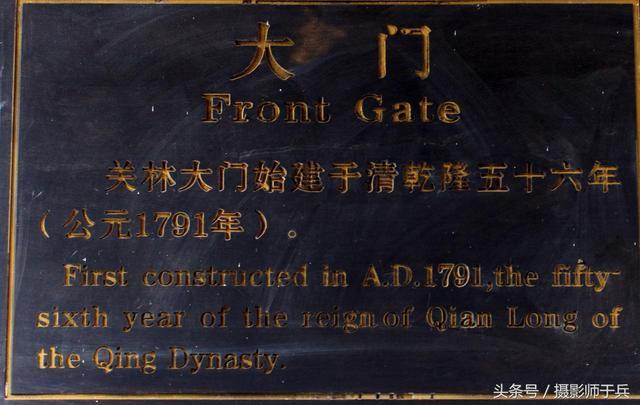 大 门
Front Gate
关林大门始建于清乾隆五十六年
（公元1791年）。
First constructed in A.D.1791,the fifty-
sixth year of the reign of Qian Long of
the Qing Dynasty.
头条号 / 摄影师于兵